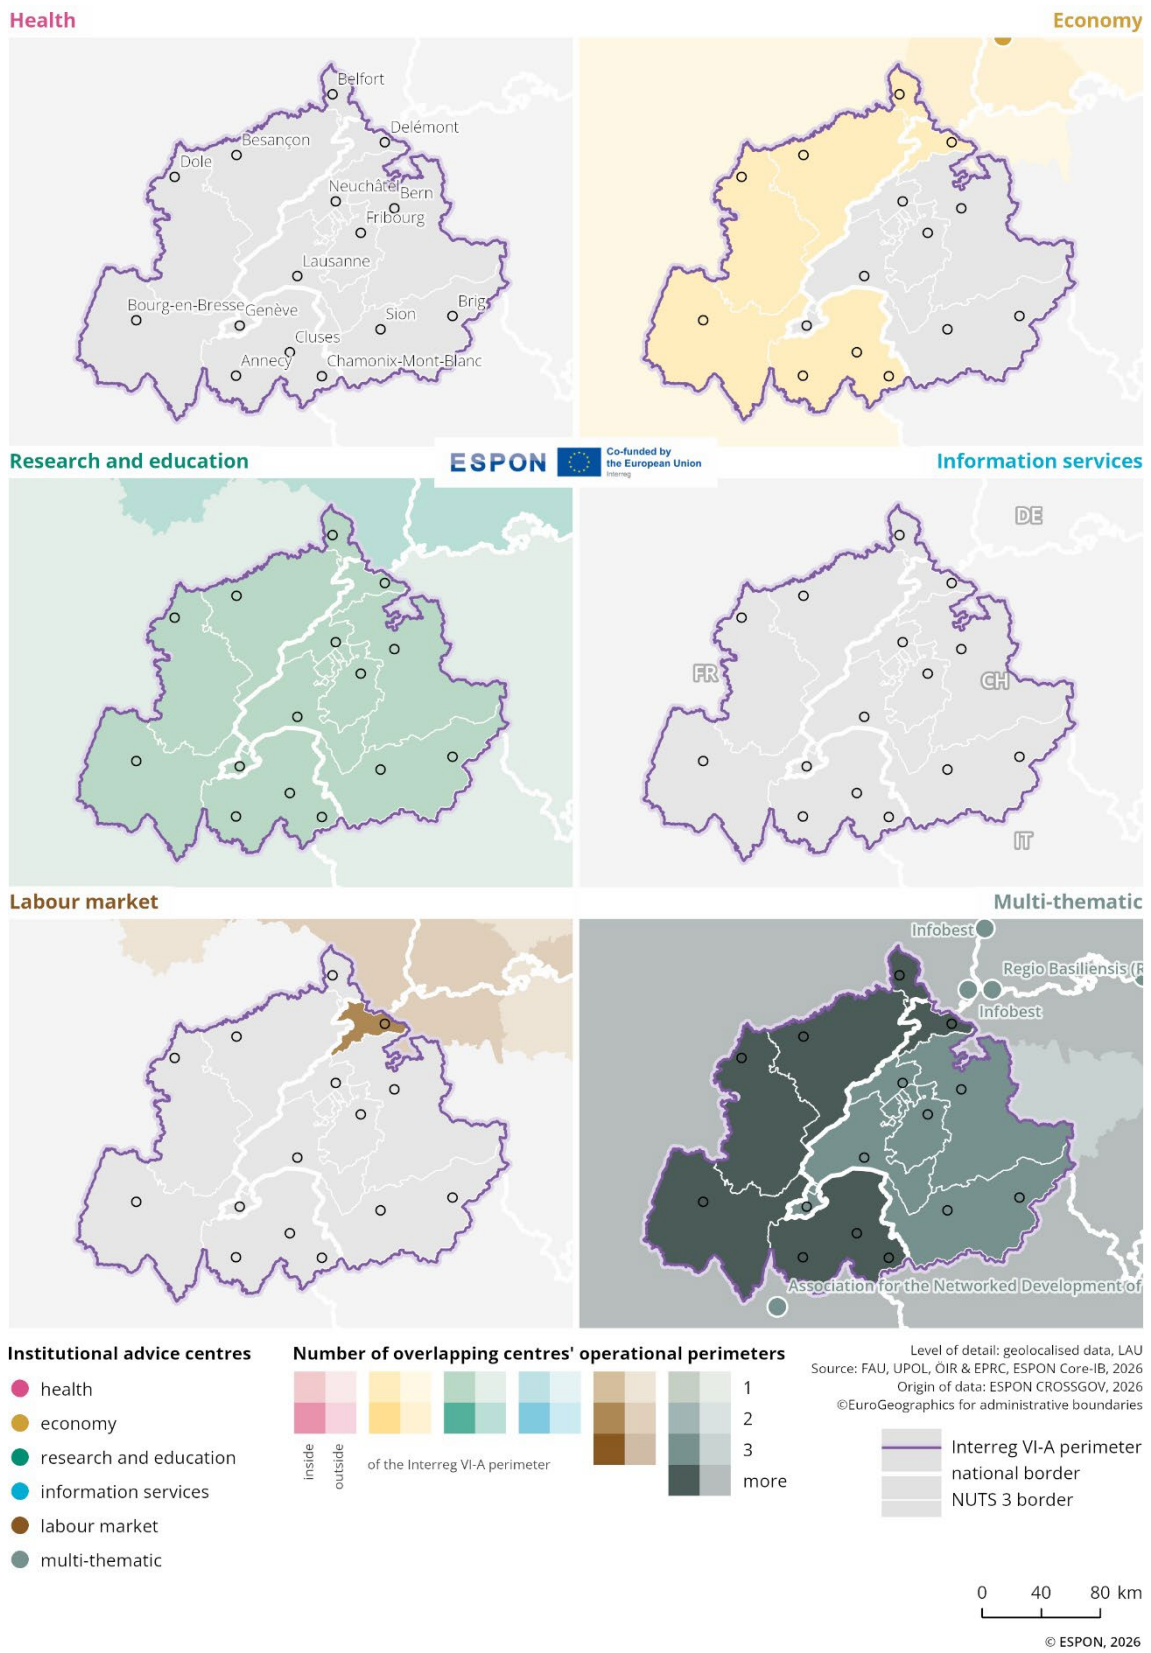 Health
Economy
Belfort
Delémont
Besançon
Dole
Neuchâtel
Bern
Fribourg
Lausanne
Bourg-en-Bresse
Genève
Sion
Brig
Cluses
Annecy
Chamonix-Mont-Blanc
Research and education
ESPON
Co-funded by
the European Union
Interreg
Information services
DE
FR
CH
IT
Labour market
Multi-thematic
Infobest
Regio Basiliensis (R
Infobest
Association for the Networked Development of
Institutional advice centres
health
economy
research and education
information services
labour market
multi-thematic
Number of overlapping centres' operational perimeters
1
2
3
more
inside
outside
of the Interreg VI-A perimeter
Level of detail: geolocalised data, LAU
Source: FAU, UPOL, ÖIR & EPRC, ESPON Core-IB, 2026
Origin of data: ESPON CROSSGOV, 2026
©EuroGeographics for administrative boundaries
Interreg VI-A perimeter
national border
NUTS 3 border
0 40 80 km
© ESPON, 2026